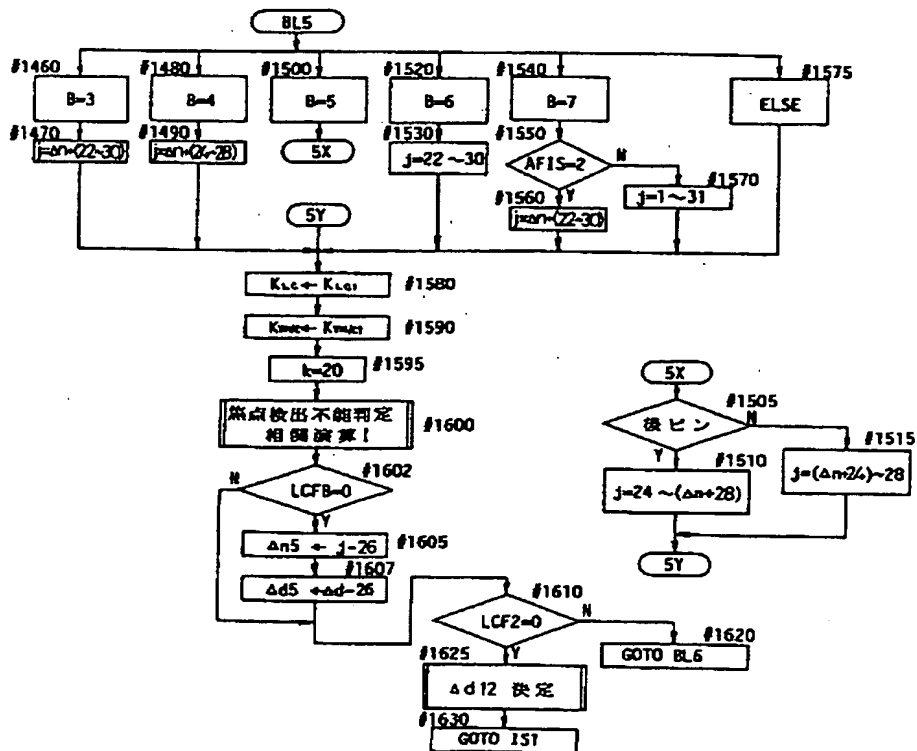 BL5
#1460
#1480
#1500
#1520
#1540
#1575
B=3
B=4
B=5
B=6
B=7
ELSE
#1470
#1490
#1530
#1550
j=Δn+(22~30)
j=Δn+(24~28)
5X
j=22~30
AFIS=2
N
Y
#1560
#1570
j=Δn+(22~30)
j=1~31
5Y
#1580
#1590
k=20
#1595
焦点検出不能判定
相関演算I
#1600
#1602
LCFB=0
N
Y
Δn5 ← j-26
#1605
#1607
Δd5 ←Δd-26
5X
#1505
後ピン
N
Y
#1510
#1515
j=24~(Δn+28)
j=(Δn+24)~28
5Y
#1610
LCF2=0
N
Y
#1620
GOTO BL6
#1625
Δd12 決定
#1630
GOTO IST